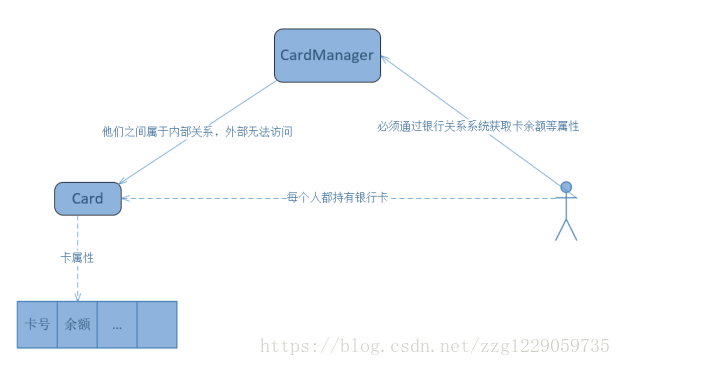 CardManager
他们之间属于内部关系，外部无法访问
必须通过银行关系系统获取卡余额等属性
Card
每个人都持有银行卡
卡属性
卡号 余额 ...
https://blog.csdn.net/zzg1229059735